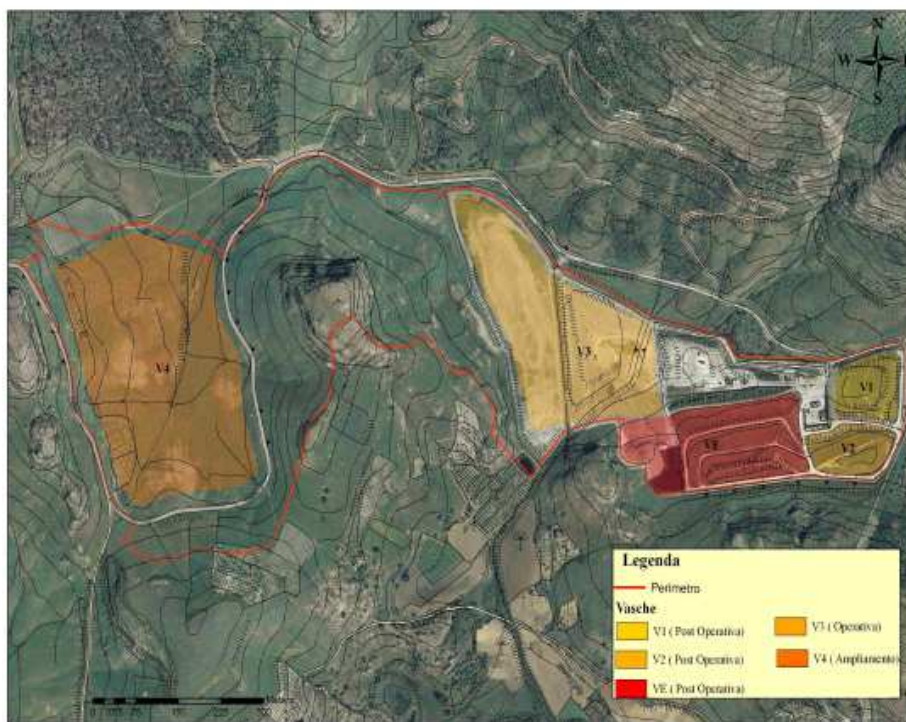 N
W
S
V4
V3
V1
V2
Legenda
Perimetro
Vasche
V1 ( Post Operativa)
V2 ( Post Operativa)
VE ( Post Operativa)
V3 ( Operativa)
V4 ( Ampliamento)